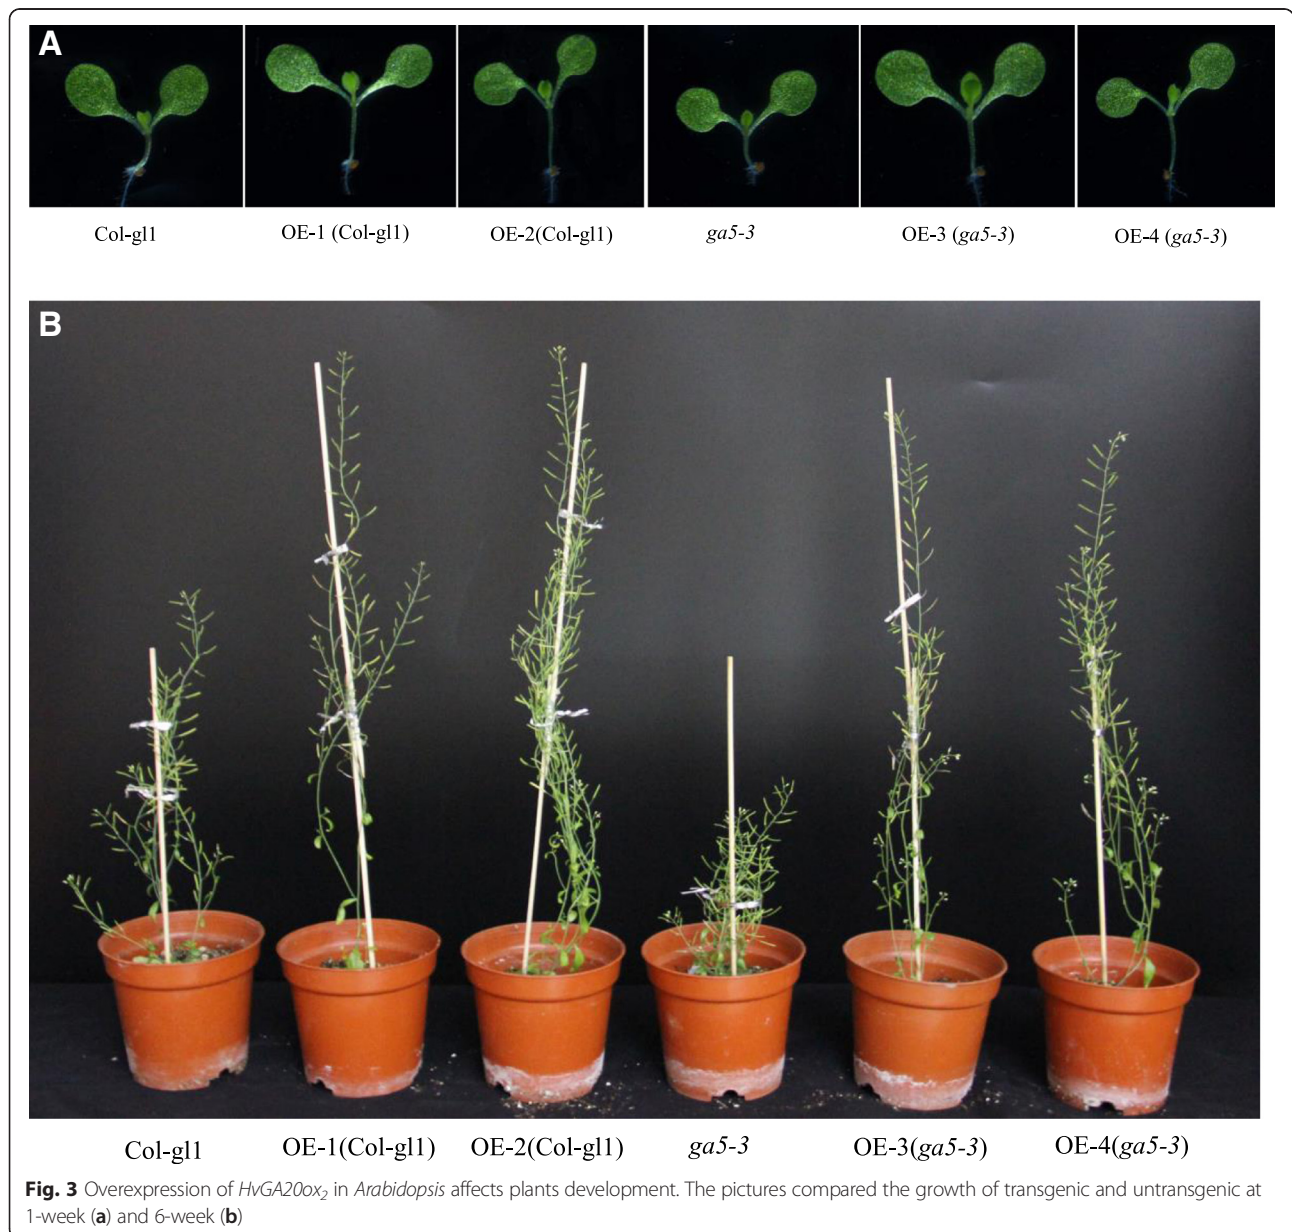 A
Col-gl1 OE-1 (Col-gl1) OE-2(Col-gl1) ga5-3 OE-3 (ga5-3) OE-4 (ga5-3)
B
Col-gl1 OE-1(Col-gl1) OE-2(Col-gl1) ga5-3 OE-3(ga5-3) OE-4(ga5-3)
Fig. 3 Overexpression of HvGA20ox₂ in Arabidopsis affects plants development. The pictures compared the growth of transgenic and untransgenic at
1-week (a) and 6-week (b)